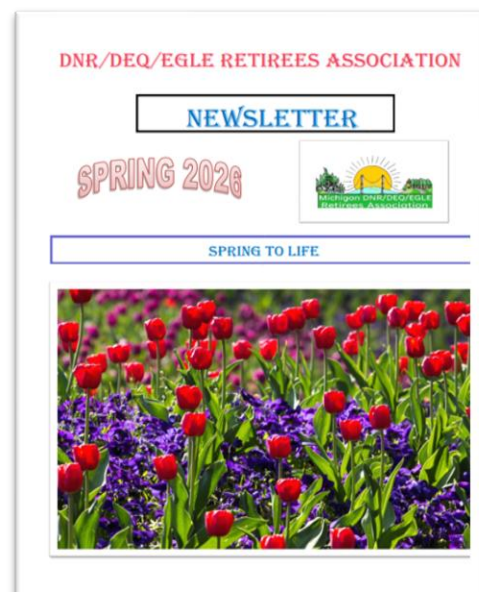 DNR/DEQ/EGLE RETIREES ASSOCIATION
NEWSLETTER
SPRING 2026
Michigan DNR/DEQ/EGLE
Retirees Association
SPRING TO LIFE